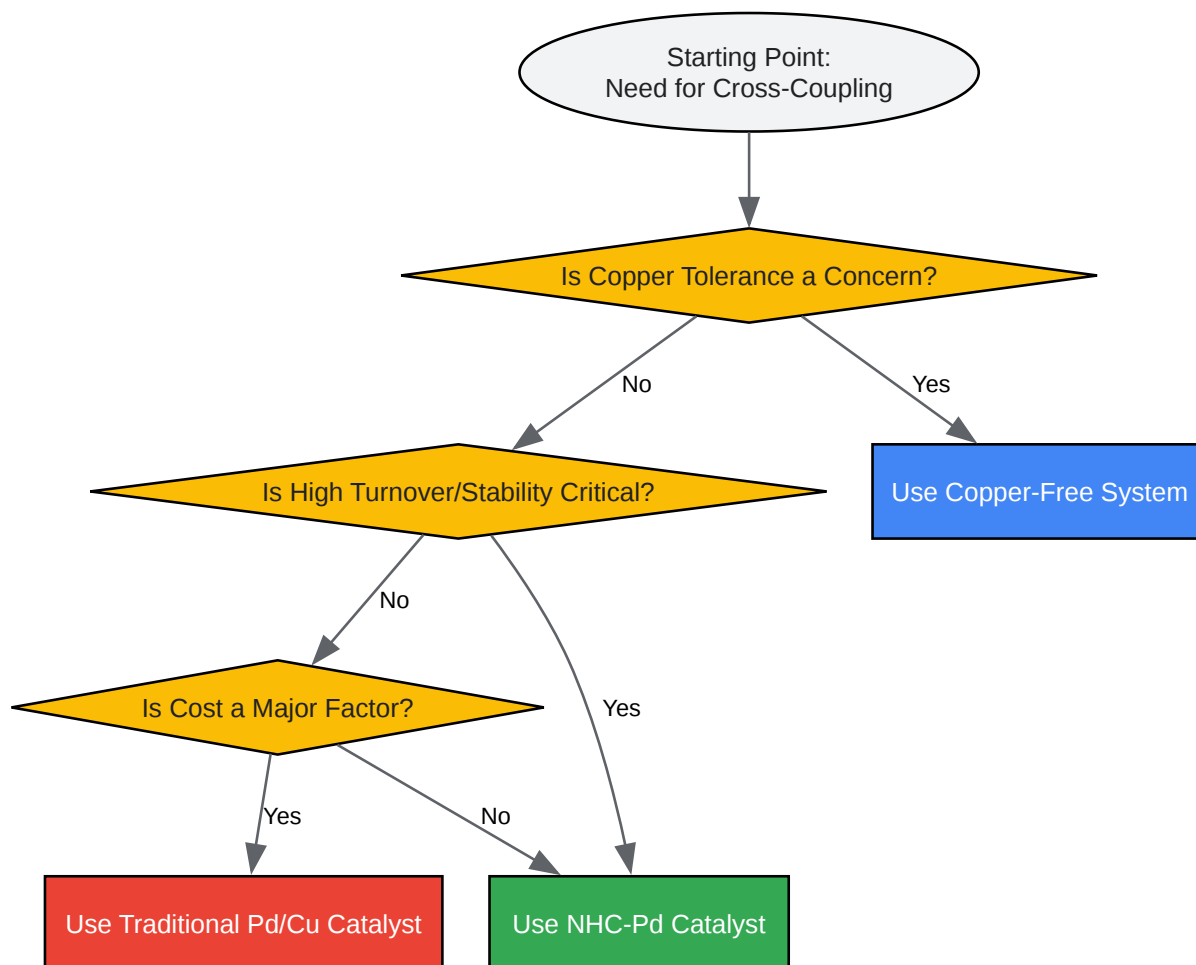 Starting Point:
Need for Cross-Coupling
Is Copper Tolerance a Concern?
No
Yes
Is High Turnover/Stability Critical?
Use Copper-Free System
No
Is Cost a Major Factor?
Yes
Yes
No
Use Traditional Pd/Cu Catalyst
Use NHC-Pd Catalyst